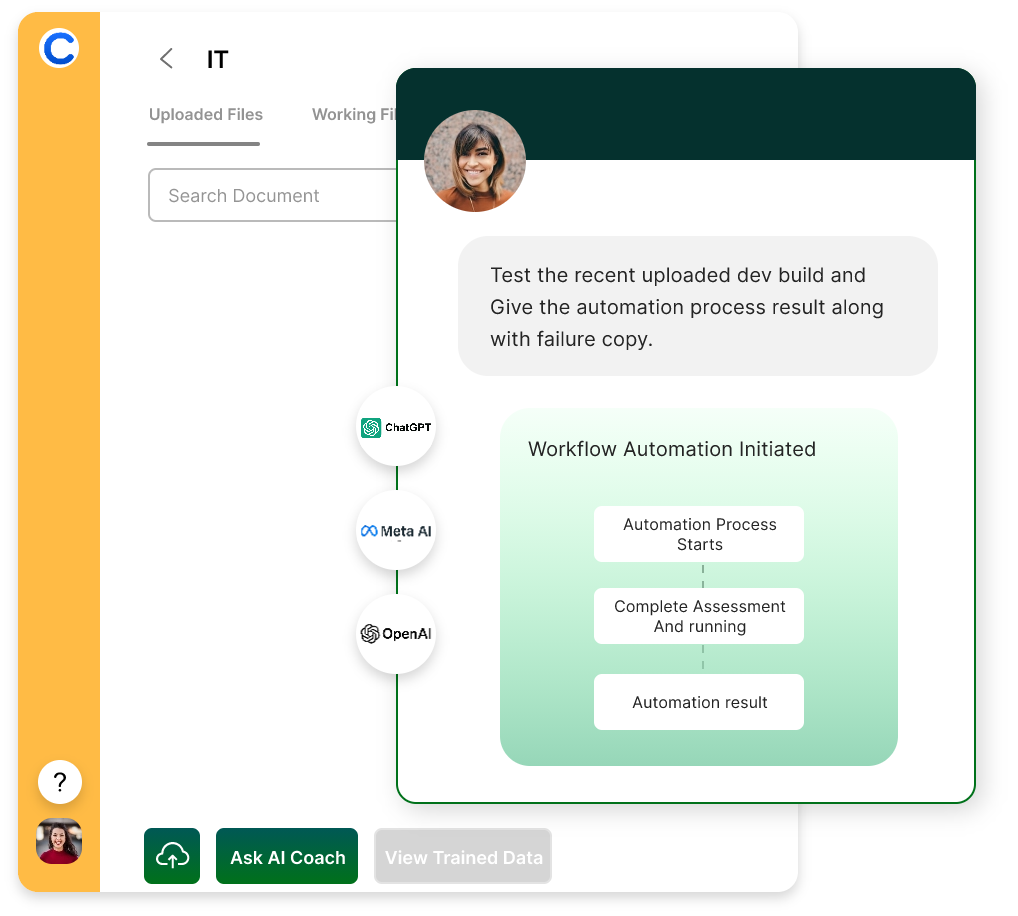 C
IT
Uploaded Files
Working Fil
Search Document
Test the recent uploaded dev build and
Give the automation process result along
with failure copy.
ChatGPT
Meta AI
OpenAI
Workflow Automation Initiated
Automation Process
Starts
Complete Assessment
And running
Automation result
?
Ask AI Coach
View Trained Data